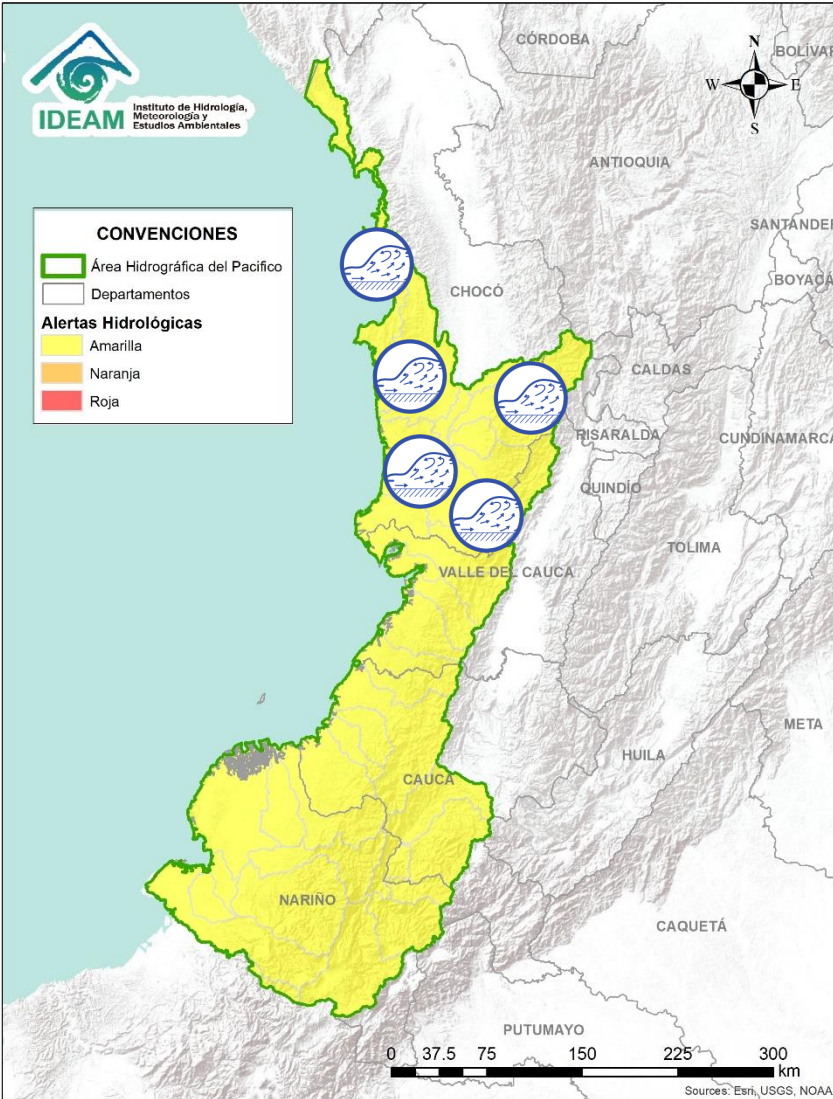 IDEAM
Instituto de Hidrología,
Meteorología y
Estudios Ambientales
N
W
E
S
CÓRDOBA
BOLÍVAR
ANTIOQUIA
SANTANDER
BOYACÁ
CHOCÓ
CALDAS
RISARALDA
CUNDINAMARCA
QUINDÍO
TOLIMA
VALLE DEL CAUCA
META
HUILA
CAUCA
NARIÑO
CAQUETÁ
PUTUMAYO
CONVENCIONES
Área Hidrográfica del Pacifico
Departamentos
Alertas Hidrológicas
Amarilla
Naranja
Roja
0 37.5 75 150 225 300
km
Sources: Esri, USGS, NOAA